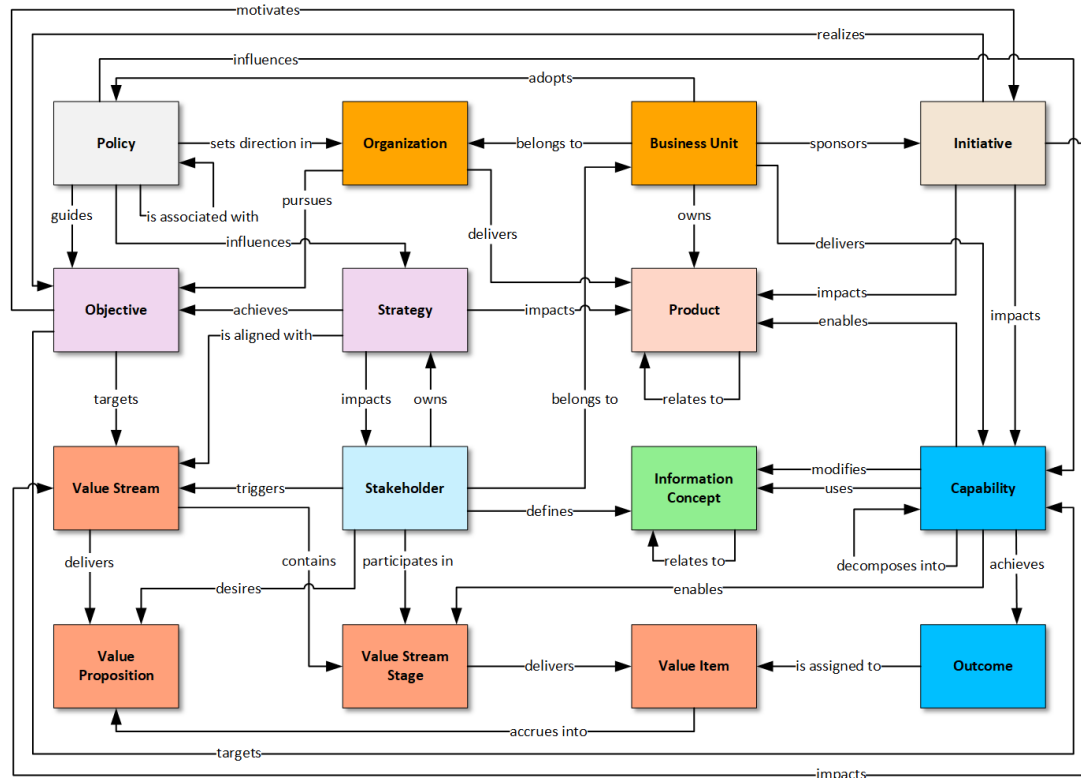 motivates
realizes
influences
adopts
Policy
sets direction in
Organization
belongs to
Business Unit
sponsors
Initiative
guides
is associated with
pursues
owns
influences
delivers
delivers
Objective
achieves
Strategy
impacts
Product
impacts
enables
impacts
is aligned with
targets
impacts
owns
belongs to
relates to
Value Stream
triggers
Stakeholder
defines
Information
Concept
modifies
uses
Capability
delivers
contains
participates in
relates to
decomposes into
achieves
desires
enables
Value
Proposition
Value Stream
Stage
delivers
Value Item
is assigned to
Outcome
accrues into
targets
impacts